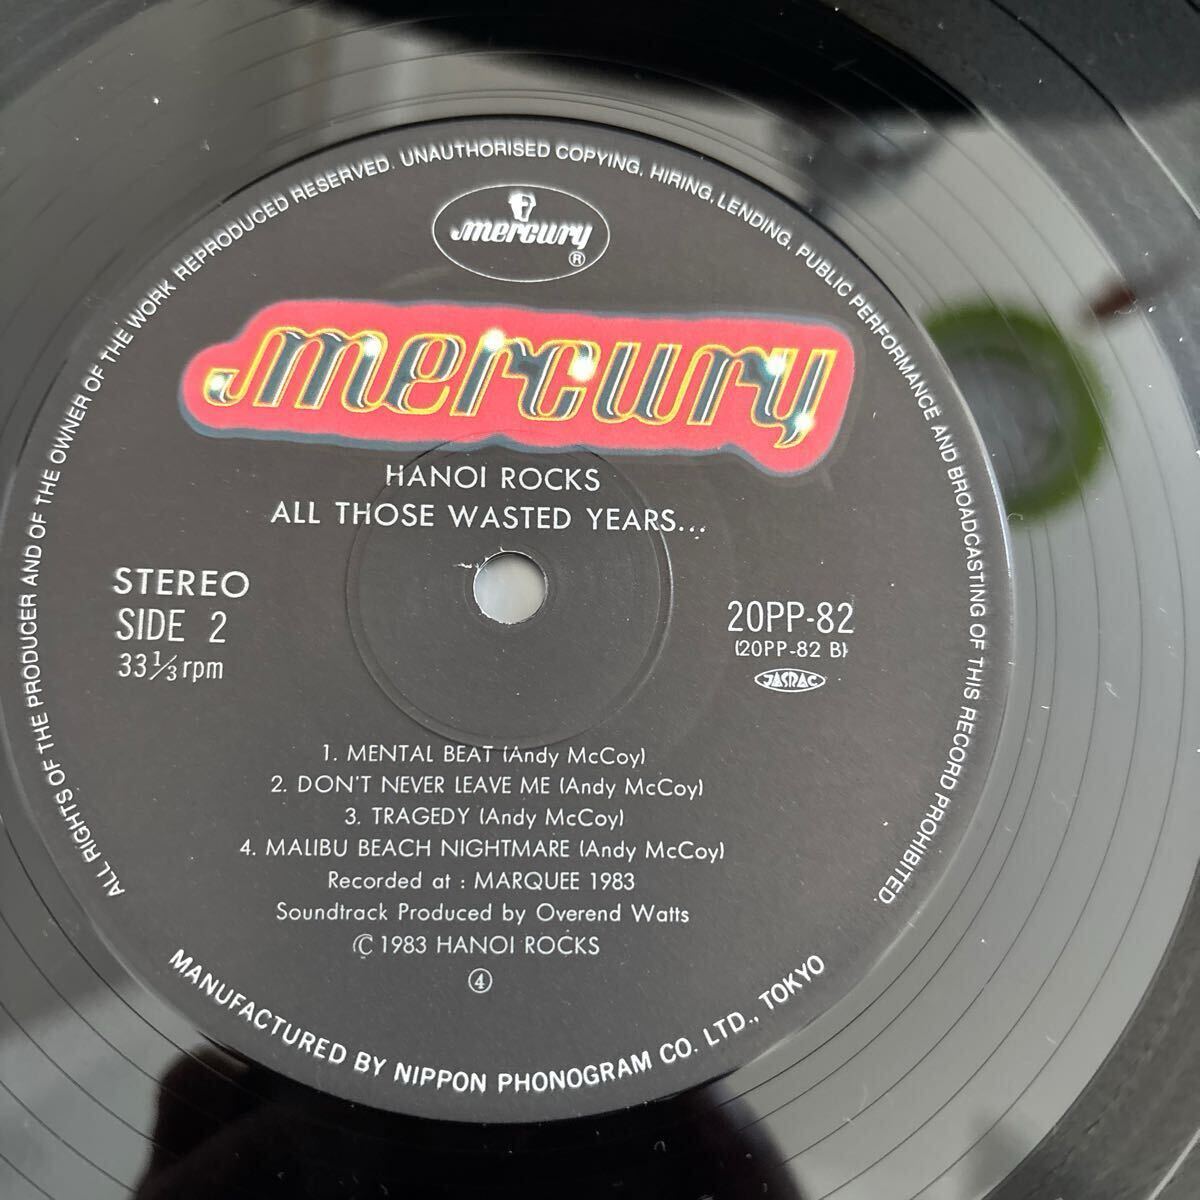 ALL RIGHTS OF THE PRODUCER AND OF THE OWNER OF THE WORK REPRODUCED RESERVED. UNAUTHORISED COPYING, HIRING, LENDING, PUBLIC PERFORMANCE AND BROADCASTING OF THIS RECORD PROHIBITED.
mercury
®
mercury
HANOI ROCKS
ALL THOSE WASTED YEARS...
STEREO
SIDE 2
33⅓rpm
20PP-82
(20PP-82 B)
JASRAC
1. MENTAL BEAT (Andy McCoy)
2. DON'T NEVER LEAVE ME (Andy McCoy)
3. TRAGEDY (Andy McCoy)
4. MALIBU BEACH NIGHTMARE (Andy McCoy)
Recorded at : MARQUEE 1983
Soundtrack Produced by Overend Watts
Ⓒ 1983 HANOI ROCKS
④
MANUFACTURED BY NIPPON PHONOGRAM CO. LTD., TOKYO